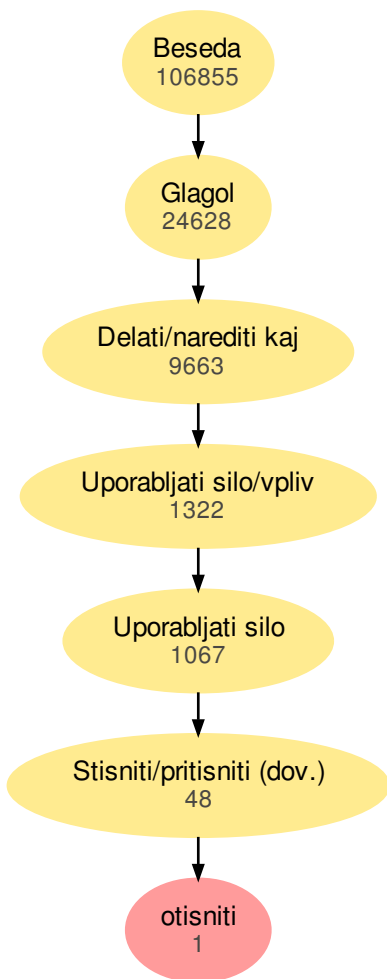 Beseda
106855
Glagol
24628
Delati/narediti kaj
9663
Uporabljati silo/vpliv
1322
Uporabljati silo
1067
Stisniti/pritisniti (dov.)
48
otisniti
1